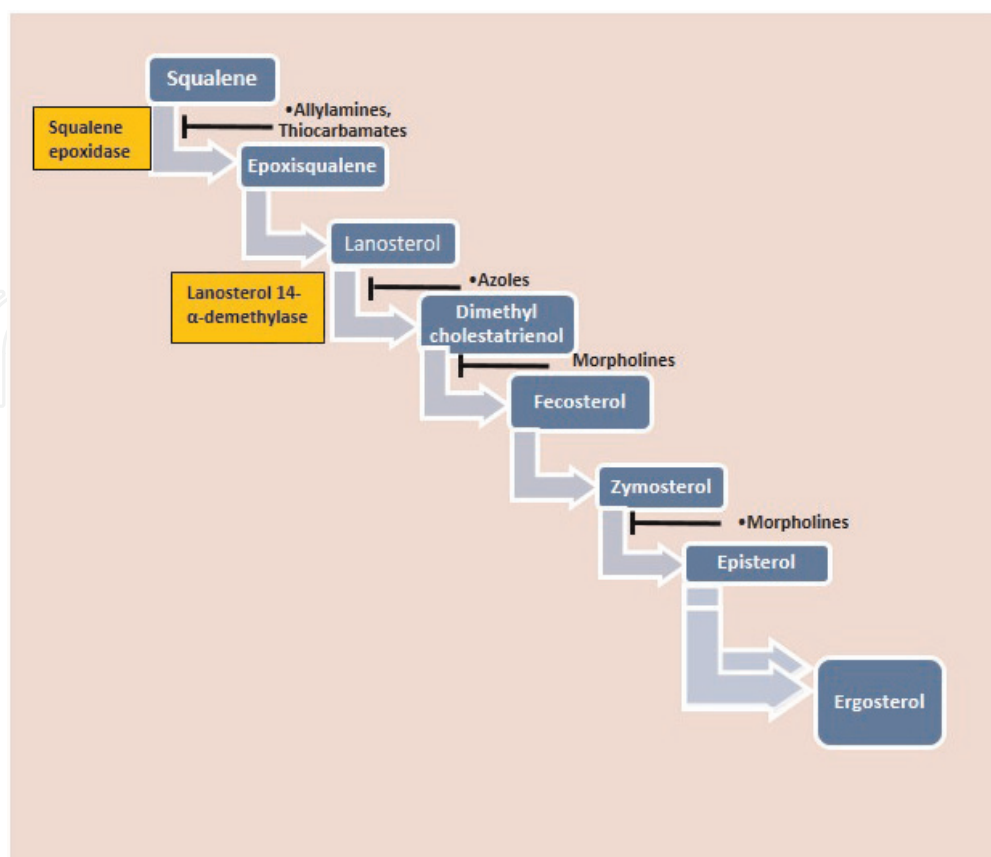 Squalene
•Allylamines,
Thiocarbamates
Squalene
epoxidase
Epoxisqualene
Lanosterol
•Azoles
Lanosterol 14-
α-demethylase
Dimethyl
cholestatrienol
Morpholines
Fecosterol
Zymosterol
•Morpholines
Episterol
Ergosterol